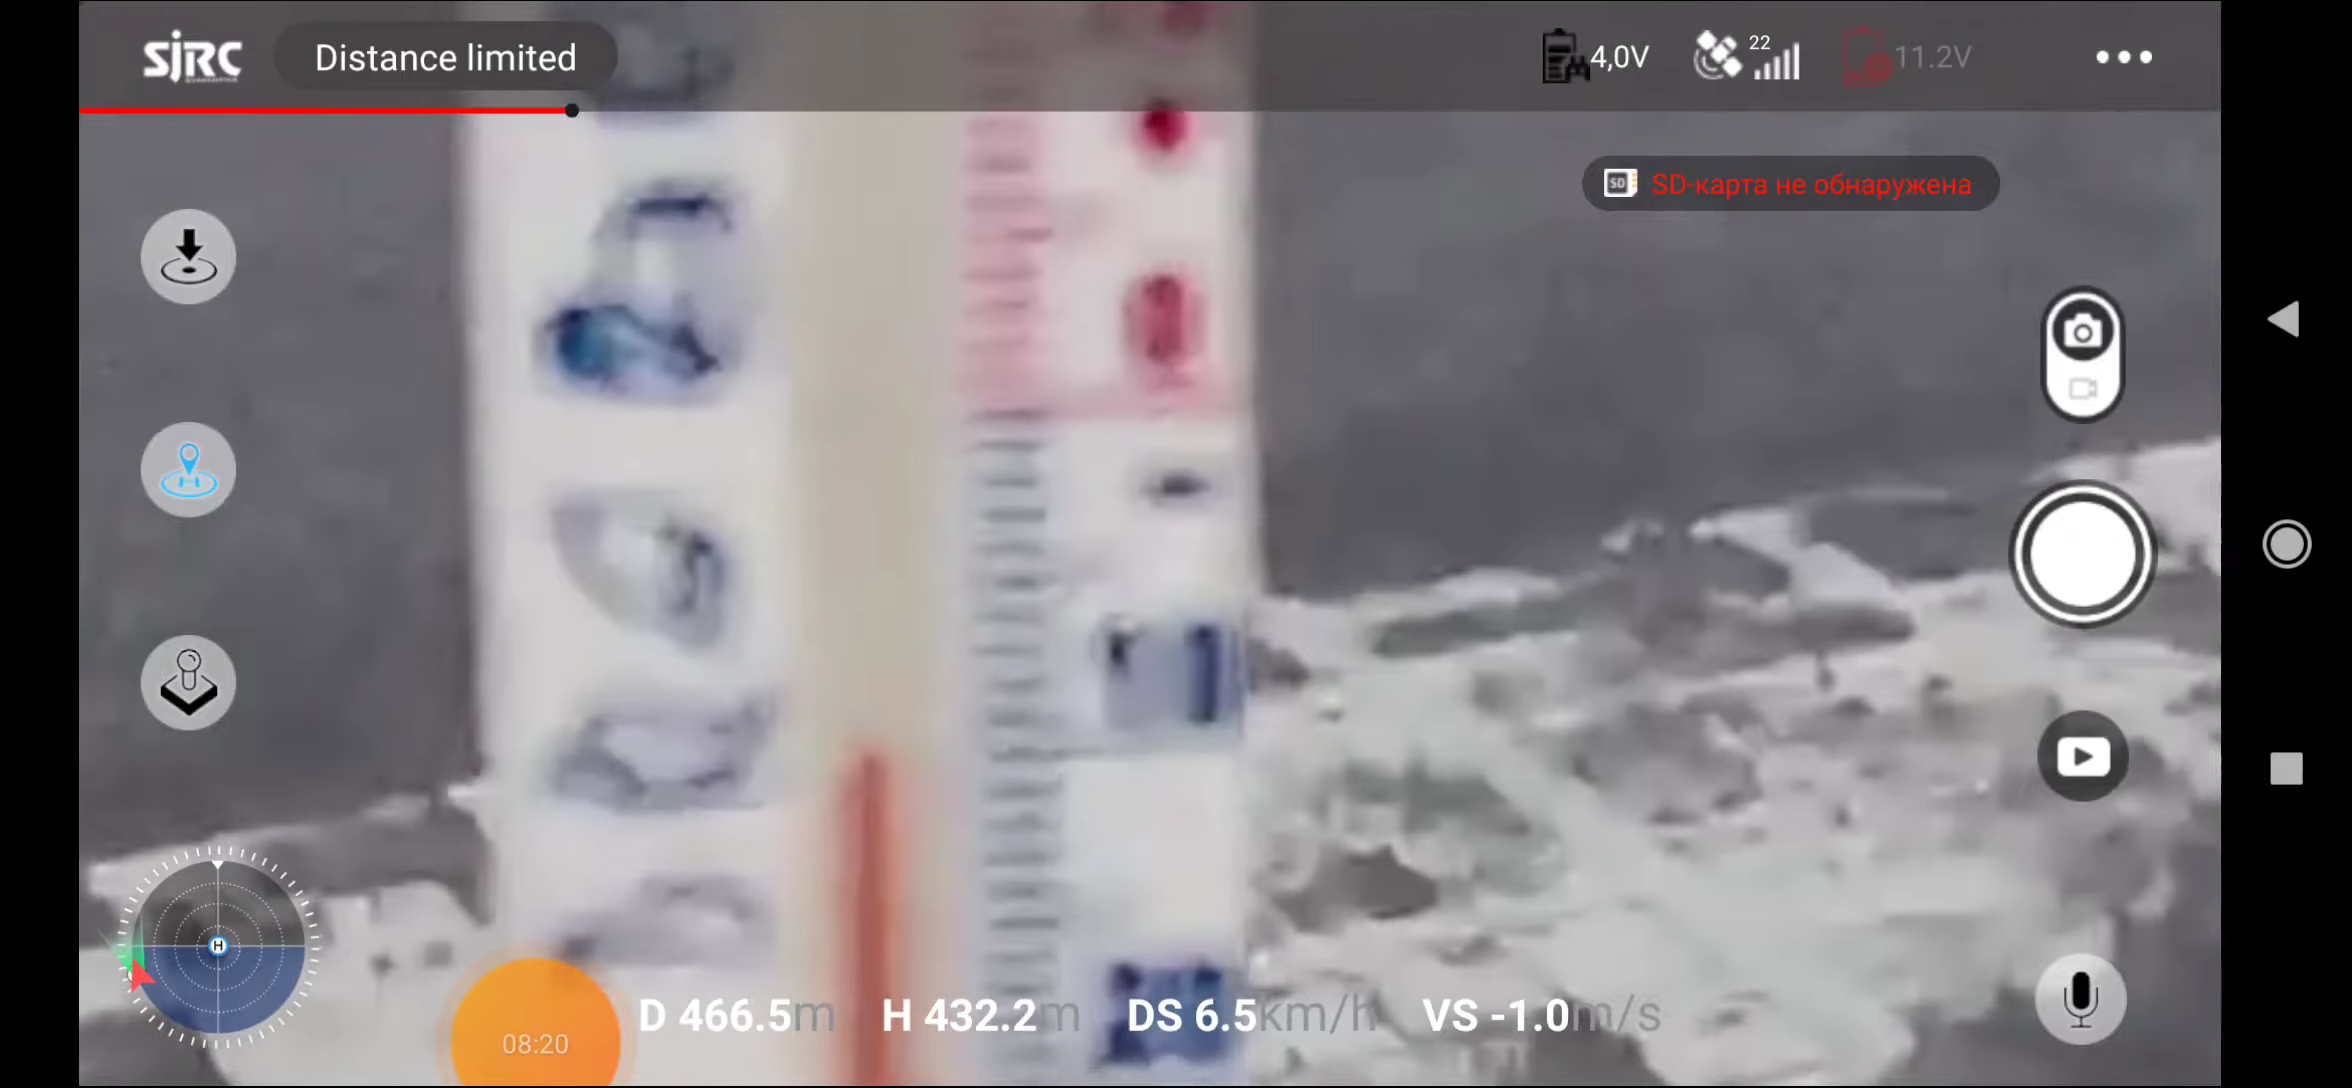 SJRC
Distance limited
4,0V
22
11.2V
SD
SD-карта не обнаружена
H
08:20
D 466.5m
H 432.2m
DS 6.5km/h
VS -1.0m/s